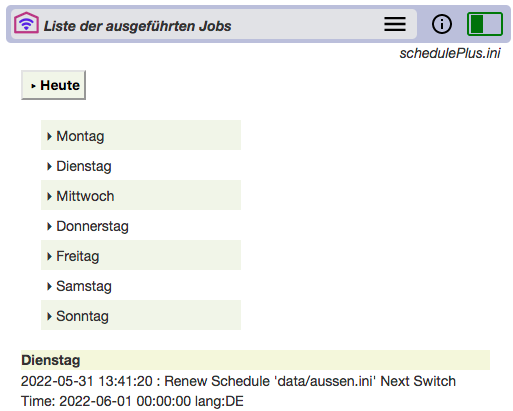 Liste der ausgeführten Jobs
schedulePlus.ini
Heute
Montag
Dienstag
Mittwoch
Donnerstag
Freitag
Samstag
Sonntag
Dienstag
2022-05-31 13:41:20 : Renew Schedule 'data/aussen.ini' Next Switch
Time: 2022-06-01 00:00:00 lang:DE